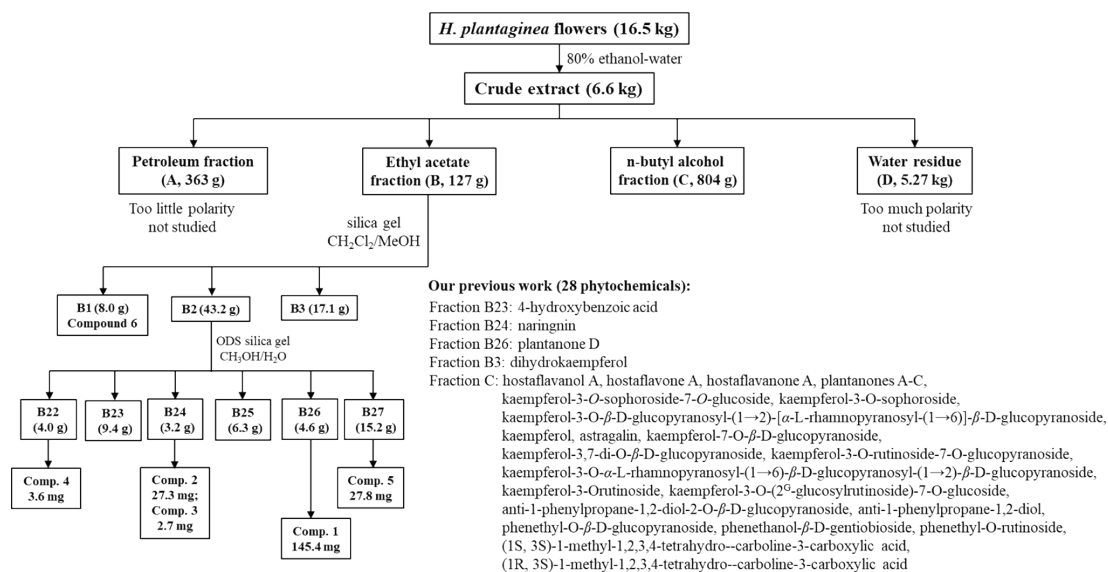 H. plantaginea flowers (16.5 kg)
80% ethanol-water
Crude extract (6.6 kg)
Petroleum fraction
(A, 363 g)
Ethyl acetate
fraction (B, 127 g)
n-butyl alcohol
fraction (C, 804 g)
Water residue
(D, 5.27 kg)
Too little polarity
not studied
Too much polarity
not studied
silica gel
CH₂Cl₂/MeOH
B1 (8.0 g)
Compound 6
B2 (43.2 g)
B3 (17.1 g)
ODS silica gel
CH₃OH/H₂O
B22
(4.0 g)
B23
(9.4 g)
B24
(3.2 g)
B25
(6.3 g)
B26
(4.6 g)
B27
(15.2 g)
Comp. 4
3.6 mg
Comp. 2
27.3 mg;
Comp. 3
2.7 mg
Comp. 1
145.4 mg
Comp. 5
27.8 mg
Our previous work (28 phytochemicals):
Fraction B23: 4-hydroxybenzoic acid
Fraction B24: naringnin
Fraction B26: plantanone D
Fraction B3: dihydrokaempferol
Fraction C: hostaflavanol A, hostaflavone A, hostaflavanone A, plantanones A-C,
kaempferol-3-O-sophoroside-7-O-glucoside, kaempferol-3-O-sophoroside,
kaempferol-3-O-β-D-glucopyranosyl-(1→2)-[α-L-rhamnopyranosyl-(1→6)]-β-D-glucopyranoside,
kaempferol, astragalin, kaempferol-7-O-β-D-glucopyranoside,
kaempferol-3,7-di-O-β-D-glucopyranoside, kaempferol-3-O-rutinoside-7-O-glucopyranoside,
kaempferol-3-O-α-L-rhamnopyranosyl-(1→6)-β-D-glucopyranosyl-(1→2)-β-D-glucopyranoside,
kaempferol-3-Orutinoside, kaempferol-3-O-(2ᴳ-glucosylrutinoside)-7-O-glucoside,
anti-1-phenylpropane-1,2-diol-2-O-β-D-glucopyranoside, anti-1-phenylpropane-1,2-diol,
phenethyl-O-β-D-glucopyranoside, phenethanol-β-D-gentiobioside, phenethyl-O-rutinoside,
(1S, 3S)-1-methyl-1,2,3,4-tetrahydro--carboline-3-carboxylic acid,
(1R, 3S)-1-methyl-1,2,3,4-tetrahydro--carboline-3-carboxylic acid